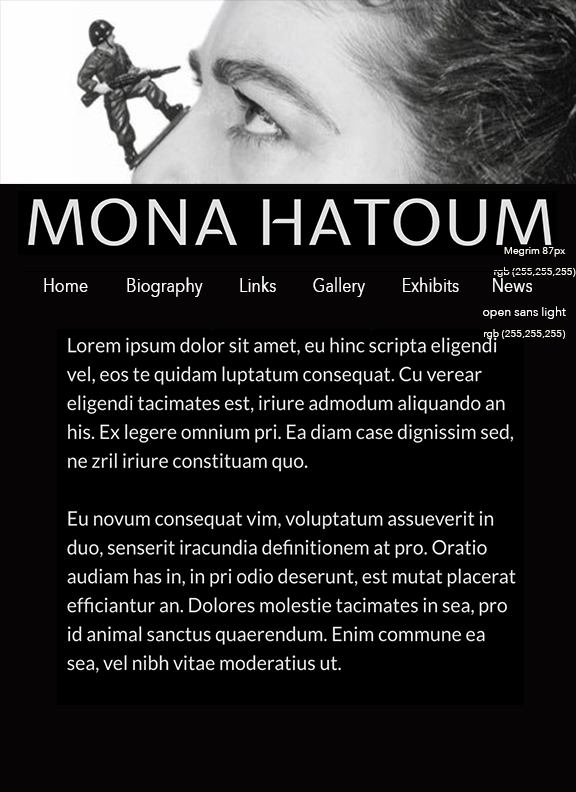 MONA HATOUM
Megrim 87px
rgb (255,255,255)
Home Biography Links Gallery Exhibits News
open sans light
rgb (255,255,255)
Lorem ipsum dolor sit amet, eu hinc scripta eligendi
vel, eos te quidam luptatum consequat. Cu verear
eligendi tacimates est, iriure admodum aliquando an
his. Ex legere omnium pri. Ea diam case dignissim sed,
ne zril iriure constituam quo.
Eu novum consequat vim, voluptatum assueverit in
duo, senserit iracundia definitionem at pro. Oratio
audiam has in, in pri odio deserunt, est mutat placerat
efficiantur an. Dolores molestie tacimates in sea, pro
id animal sanctus quaerendum. Enim commune ea
sea, vel nibh vitae moderatius ut.